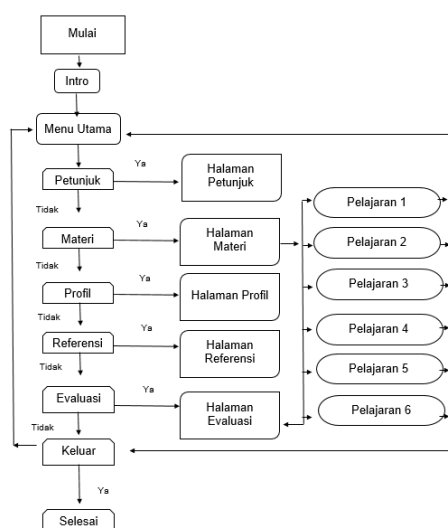 Mulai
Intro
Menu Utama
Ya
Petunjuk
Halaman
Petunjuk
Tidak
Ya
Materi
Halaman
Materi
Tidak
Ya
Profil
Halaman Profil
Tidak
Ya
Referensi
Halaman
Referensi
Tidak
Ya
Evaluasi
Halaman
Evaluasi
Tidak
Keluar
Ya
Selesai
Pelajaran 1
Pelajaran 2
Pelajaran 3
Pelajaran 4
Pelajaran 5
Pelajaran 6